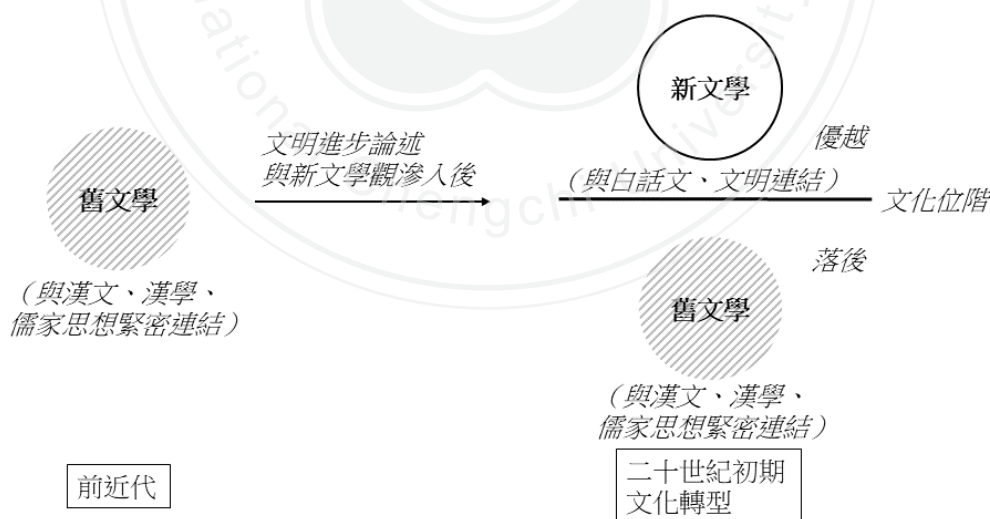 新文學
文明進步論述
與新文學觀滲入後
優越
舊文學
（與白話文、文明連結）
文化位階
落後
（與漢文、漢學、
儒家思想緊密連結）
舊文學
（與漢文、漢學、
儒家思想緊密連結）
前近代
二十世紀初期
文化轉型
National Chengchi University